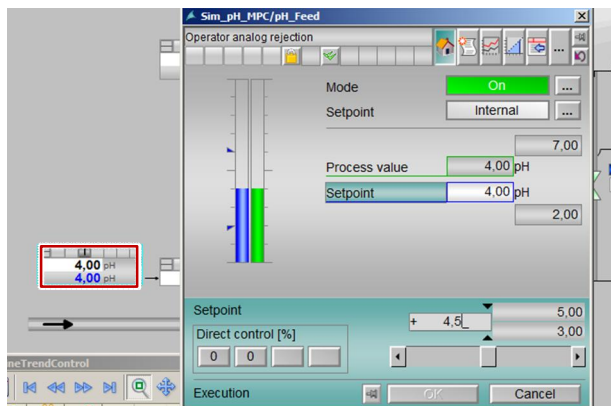 Sim_pH_MPC/pH_Feed
Operator analog rejection
...
Mode On ...
Setpoint Internal ...
7,00
Process value 4,00 pH
Setpoint 4,00 pH
2,00
4,00 pH
4,00 pH
Setpoint
+ 4,5_ 5,00
Direct control [%] 3,00
0 0
neTrendControl
Execution OK Cancel